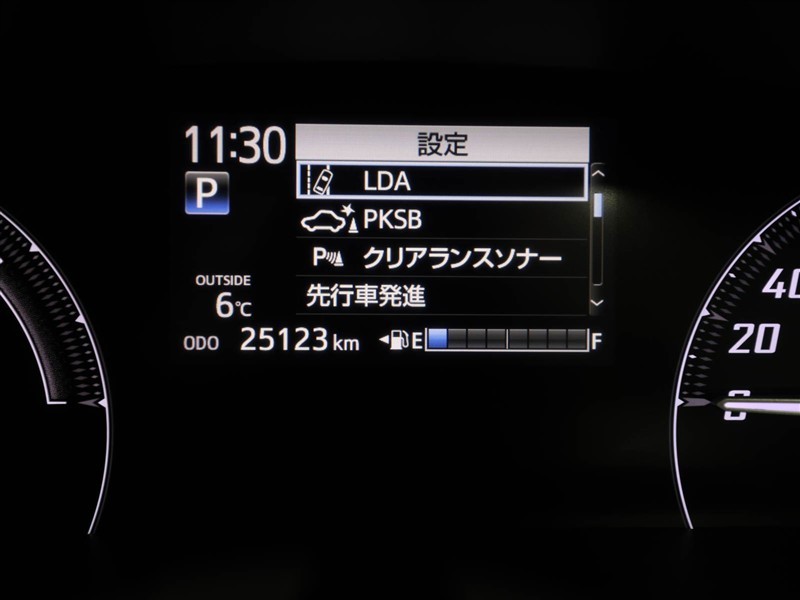 11:30
設定
P
LDA
PKSB
P クリアランスソナー
先行車発進
OUTSIDE
6℃
ODO 25123 km
E F
40
20
0